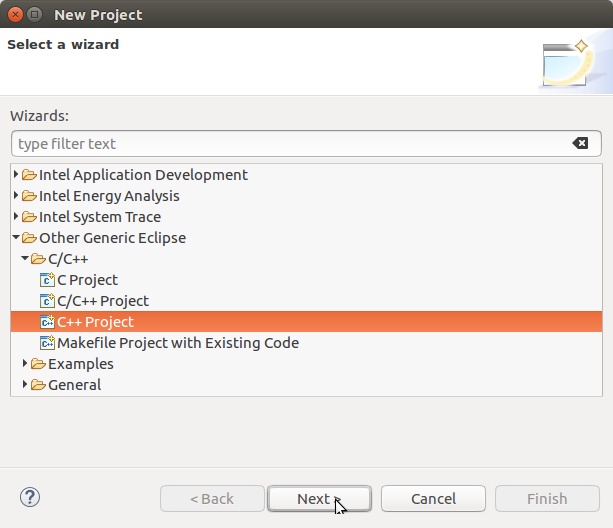 New Project
Select a wizard
Wizards:
type filter text
Intel Application Development
Intel Energy Analysis
Intel System Trace
Other Generic Eclipse
C/C++
C Project
C/C++ Project
C++ Project
Makefile Project with Existing Code
Examples
General
? < Back Next > Cancel Finish